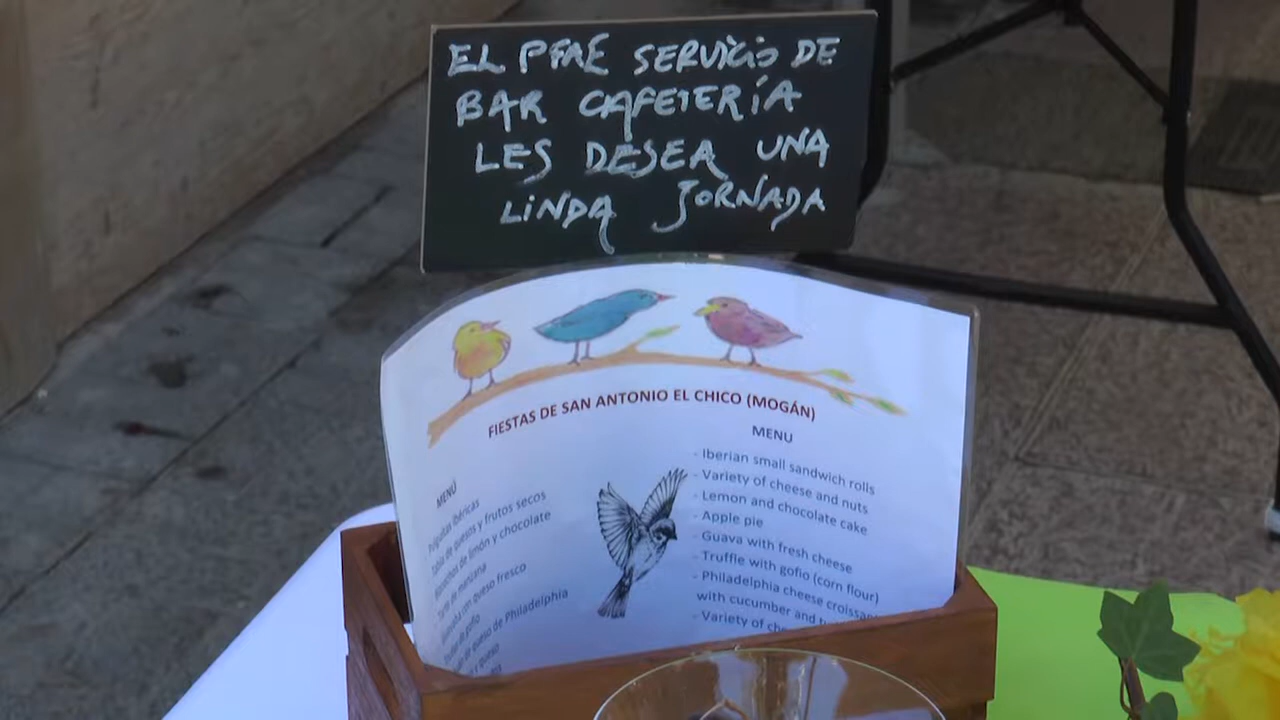 EL PFAE SERVICIO DE
BAR CAFETERÍA
LES DESEA UNA
LINDA JORNADA
FIESTAS DE SAN ANTONIO EL CHICO (MOGÁN)
MENÚ
Pulguitas ibéricas
Tabla de quesos y frutos secos
de limón y chocolate
Tarta de manzana
con queso fresco
gofio
queso de Philadelphia
y queso
MENU
- Iberian small sandwich rolls
- Variety of cheese and nuts
- Lemon and chocolate cake
- Apple pie
- Guava with fresh cheese
- Truffle with gofio (corn flour)
- Philadelphia cheese croissant
with cucumber and
- Variety of